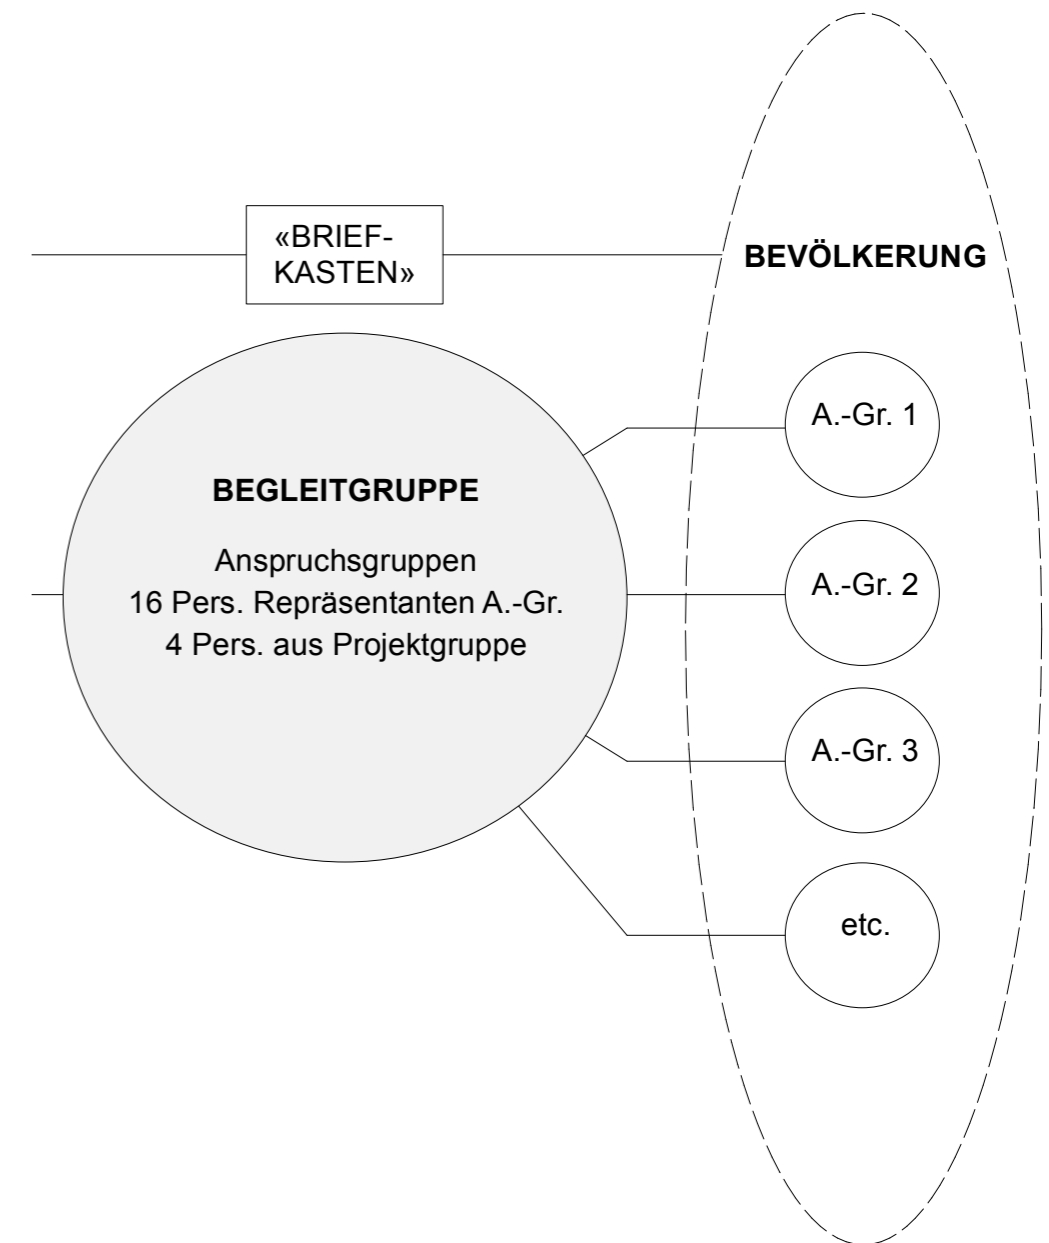 «BRIEF-
KASTEN»
BEVÖLKERUNG
BEGLEITGRUPPE
Anspruchsgruppen
16 Pers. Repräsentanten A.-Gr.
4 Pers. aus Projektgruppe
A.-Gr. 1
A.-Gr. 2
A.-Gr. 3
etc.